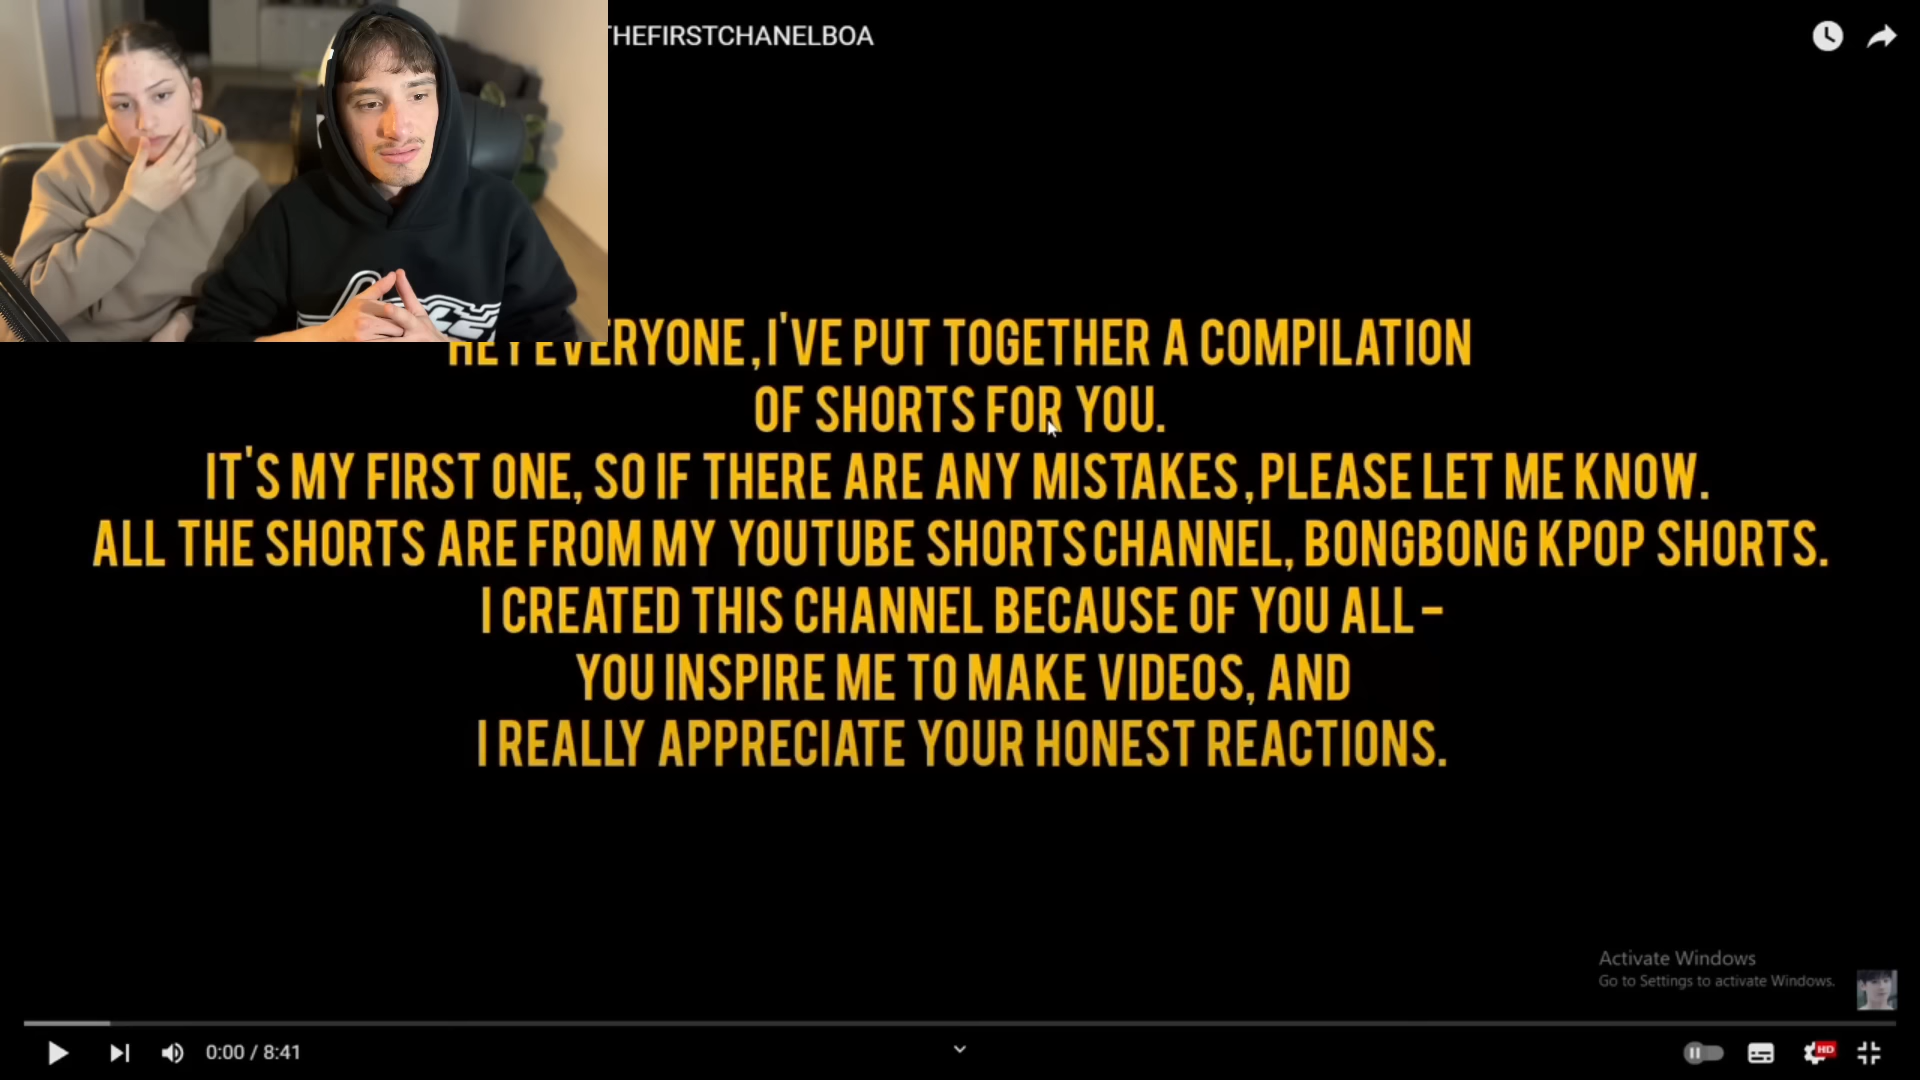 THEFIRSTCHANELBOA
HEY EVERYONE, I'VE PUT TOGETHER A COMPILATION
OF SHORTS FOR YOU.
IT'S MY FIRST ONE, SO IF THERE ARE ANY MISTAKES, PLEASE LET ME KNOW.
ALL THE SHORTS ARE FROM MY YOUTUBE SHORTS CHANNEL, BONGBONG KPOP SHORTS.
I CREATED THIS CHANNEL BECAUSE OF YOU ALL –
YOU INSPIRE ME TO MAKE VIDEOS, AND
I REALLY APPRECIATE YOUR HONEST REACTIONS.
Activate Windows
Go to Settings to activate Windows.
0:00 / 8:41
HD